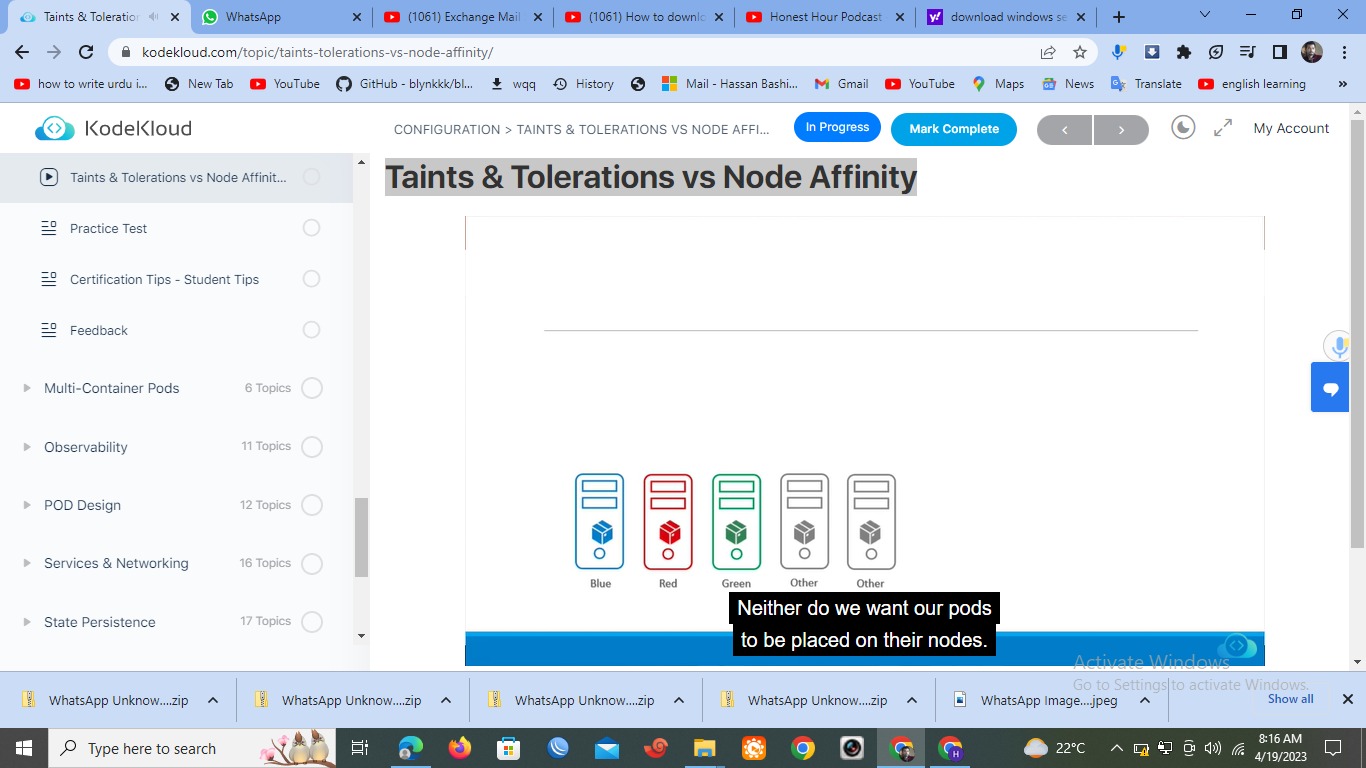 Taints & Toleration
WhatsApp
(1061) Exchange Mail
(1061) How to downlo
Honest Hour Podcast
download windows se
kodekloud.com/topic/taints-tolerations-vs-node-affinity/
how to write urdu i...
New Tab
YouTube
GitHub - blynkkk/bl...
wqq
History
Mail - Hassan Bashi...
Gmail
YouTube
Maps
News
Translate
english learning
»
KodeKloud
CONFIGURATION > TAINTS & TOLERATIONS VS NODE AFFI...
In Progress
Mark Complete
< >
My Account
Taints & Tolerations vs Node Affinit...
Practice Test
Certification Tips - Student Tips
Feedback
Multi-Container Pods 6 Topics
Observability 11 Topics
POD Design 12 Topics
Services & Networking 16 Topics
State Persistence 17 Topics
Taints & Tolerations vs Node Affinity
Blue Red Green Other Other
Neither do we want our pods
to be placed on their nodes.
Activate Windows
Go to Settings to activate Windows.
WhatsApp Unknow....zip
WhatsApp Unknow....zip
WhatsApp Unknow....zip
WhatsApp Unknow....zip
WhatsApp Image....jpeg
Show all
Type here to search
22°C
8:16 AM
4/19/2023